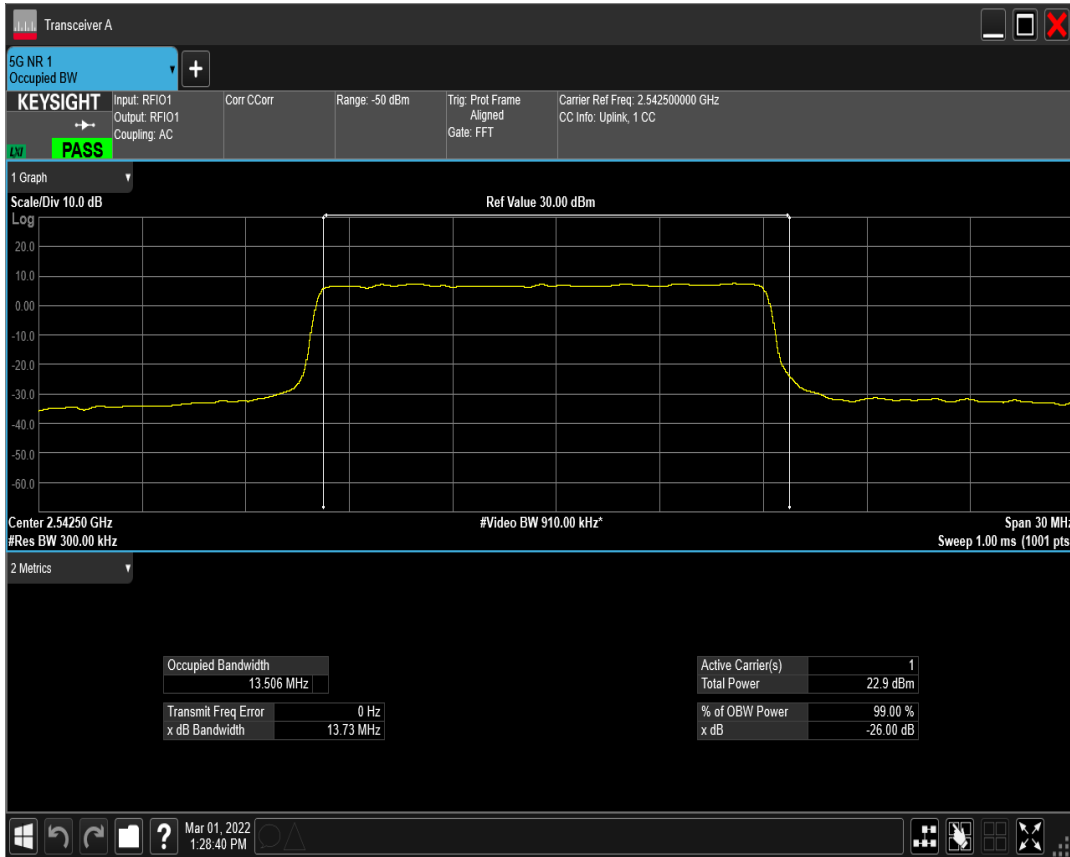 Transceiver A
5G NR 1
Occupied BW
+
KEYSIGHT
LXI
PASS
Input: RFIO1
Output: RFIO1
Coupling: AC
Corr CCorr
Range: -50 dBm
Trig: Prot Frame
Aligned
Gate: FFT
Carrier Ref Freq: 2.542500000 GHz
CC Info: Uplink, 1 CC
1 Graph
Scale/Div 10.0 dB
Ref Value 30.00 dBm
Log
20.0
10.0
0.00
-10.0
-20.0
-30.0
-40.0
-50.0
-60.0
Center 2.54250 GHz
#Video BW 910.00 kHz*
Span 30 MHz
#Res BW 300.00 kHz
Sweep 1.00 ms (1001 pts
2 Metrics
Occupied Bandwidth
13.506 MHz
Transmit Freq Error 0 Hz
x dB Bandwidth 13.73 MHz
Active Carrier(s) 1
Total Power 22.9 dBm
% of OBW Power 99.00 %
x dB -26.00 dB
?
Mar 01, 2022
1:28:40 PM